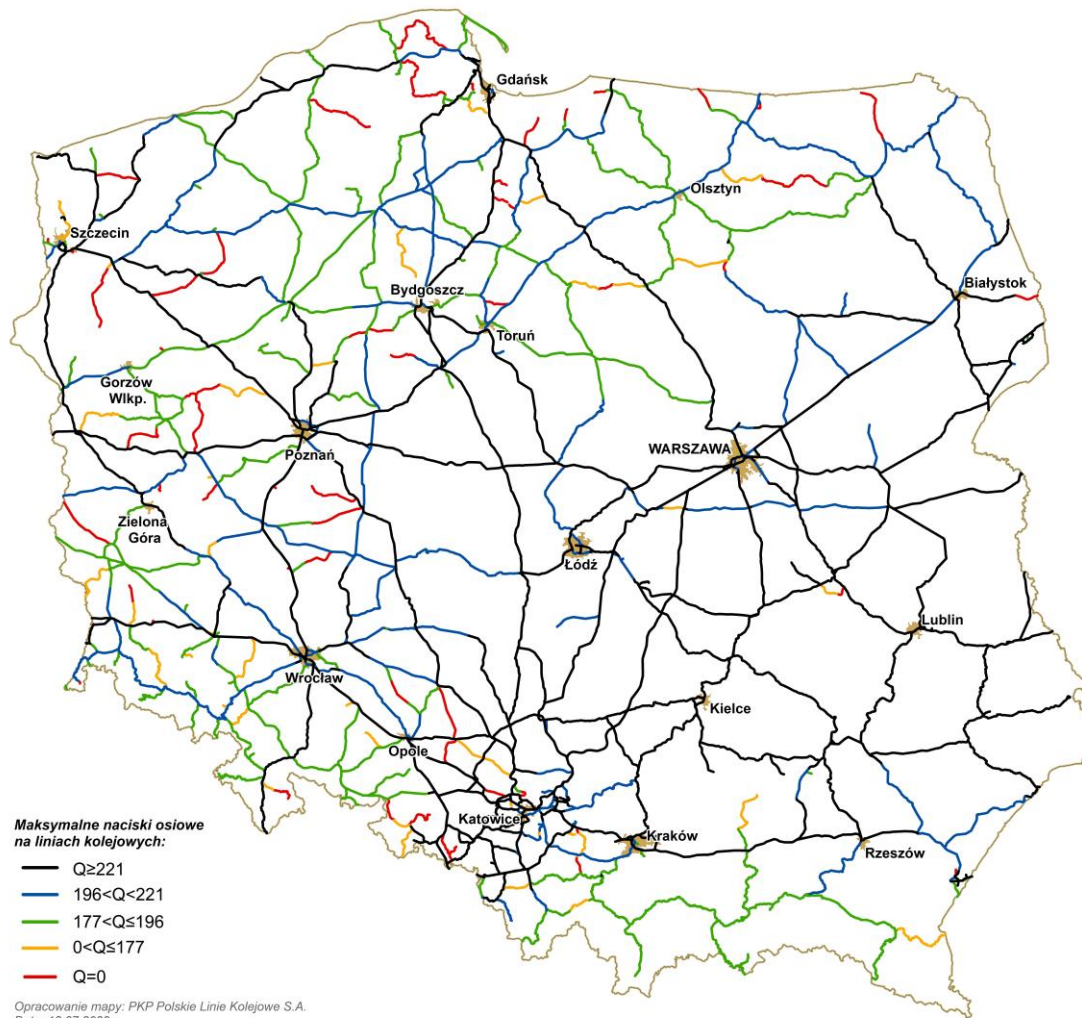 Gdańsk
Olsztyn
Szczecin
Białystok
Bydgoszcz
Toruń
Gorzów
Wlkp.
Poznań
WARSZAWA
Zielona
Góra
Łódź
Lublin
Wrocław
Kielce
Opole
Katowice
Kraków
Rzeszów
Maksymalne naciski osiowe
na liniach kolejowych:
Q≥221
196<Q<221
177<Q≤196
0<Q≤177
Q=0
Opracowanie mapy: PKP Polskie Linie Kolejowe S.A.